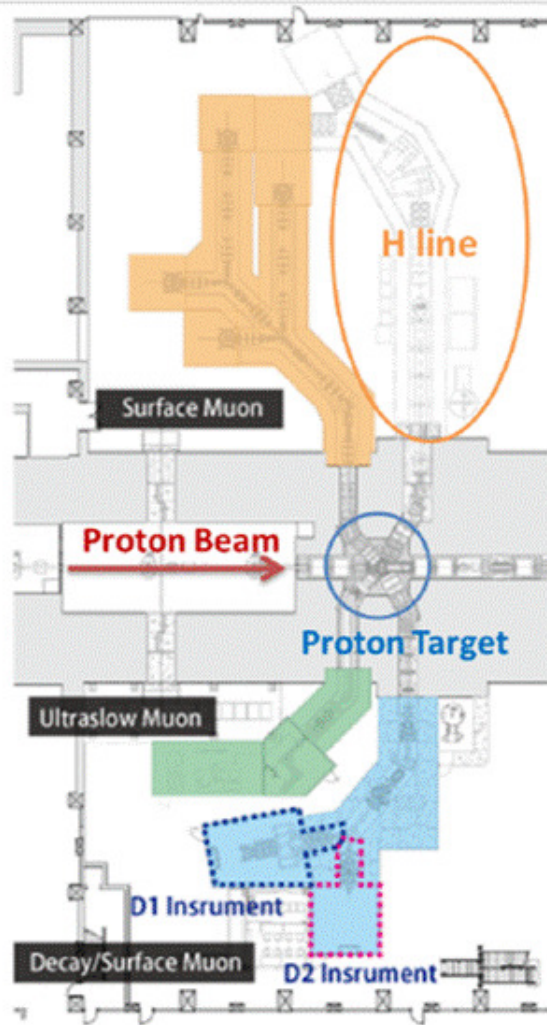 H line
Surface Muon
Proton Beam
Proton Target
Ultraslow Muon
D1 Insrument
Decay/Surface Muon
D2 Insrument